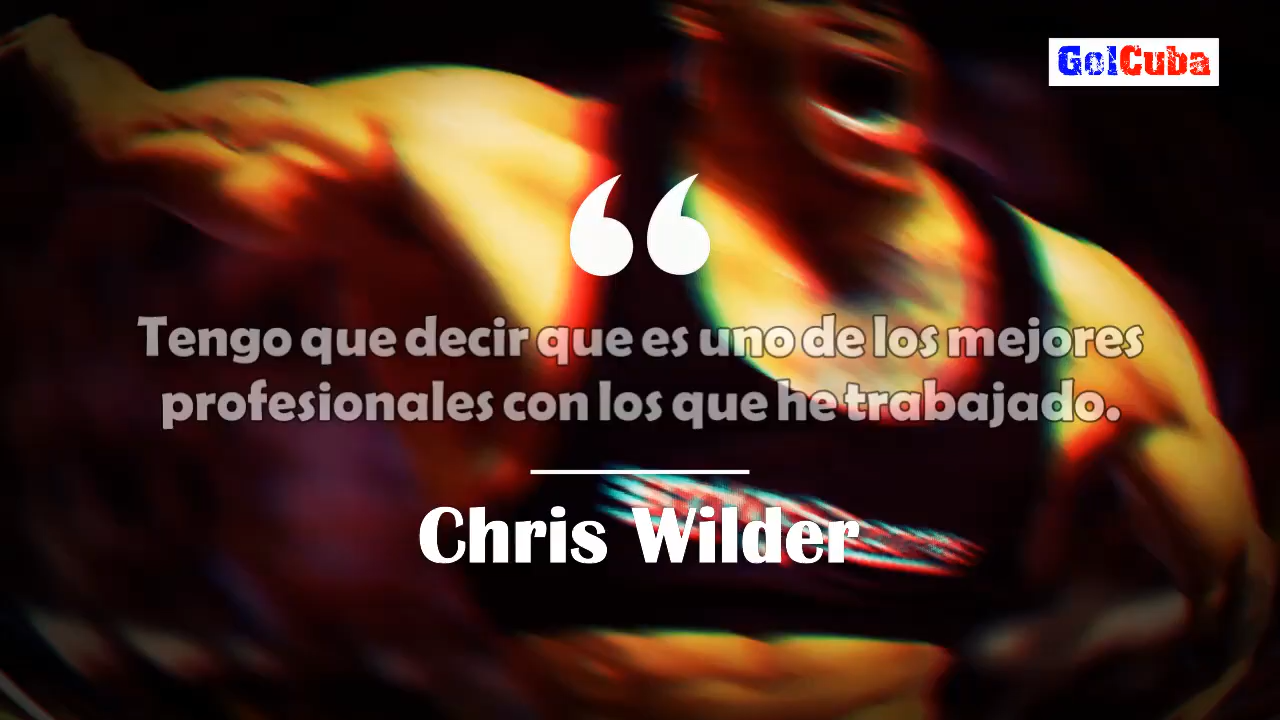 GolCuba
“
Tengo que decir que es uno de los mejores
profesionales con los que he trabajado.
Chris Wilder